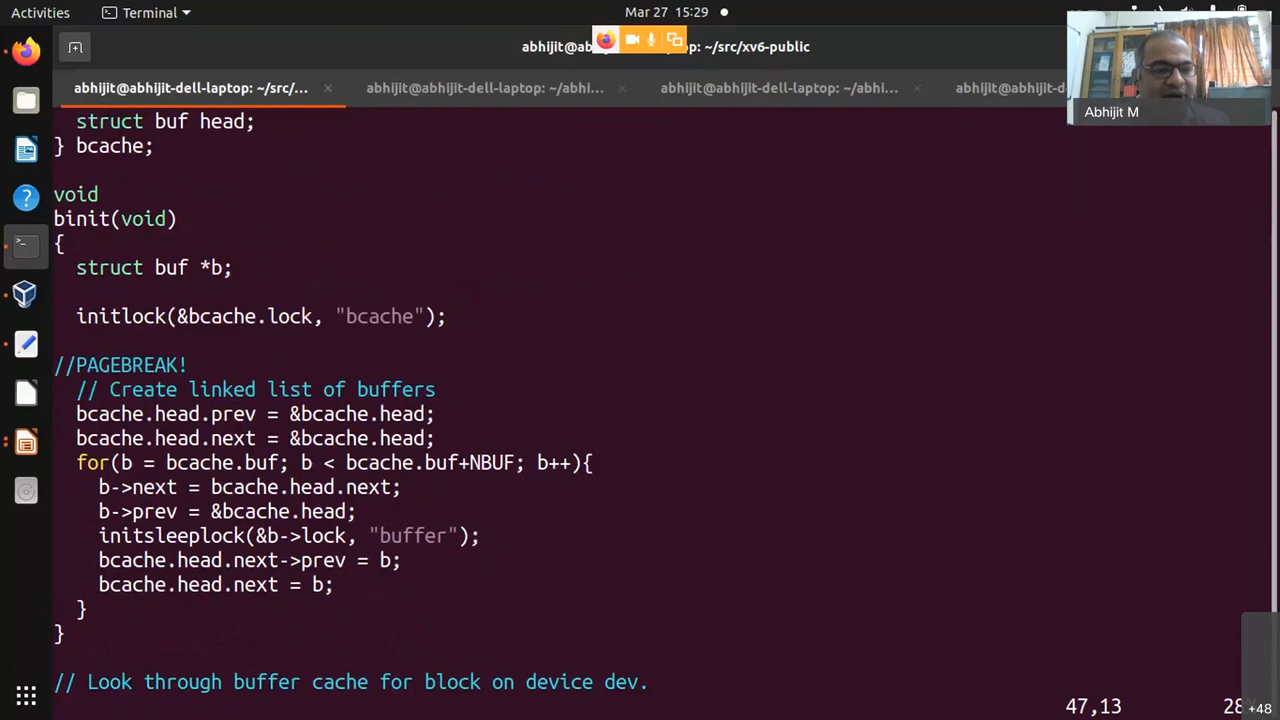 Activities
Terminal
Mar 27 15:29
abhijit@ab
op: ~/src/xv6-public
abhijit@abhijit-dell-laptop: ~/src/...
abhijit@abhijit-dell-laptop: ~/abhi...
abhijit@abhijit-dell-laptop: ~/abhi...
abhijit@abhijit-d
Abhijit M
  struct buf head;
} bcache;
void
binit(void)
{
  struct buf *b;
  initlock(&bcache.lock, "bcache");
//PAGEBREAK!
  // Create linked list of buffers
  bcache.head.prev = &bcache.head;
  bcache.head.next = &bcache.head;
  for(b = bcache.buf; b < bcache.buf+NBUF; b++){
    b->next = bcache.head.next;
    b->prev = &bcache.head;
    initsleeplock(&b->lock, "buffer");
    bcache.head.next->prev = b;
    bcache.head.next = b;
  }
}
// Look through buffer cache for block on device dev.
47,13
28
+48